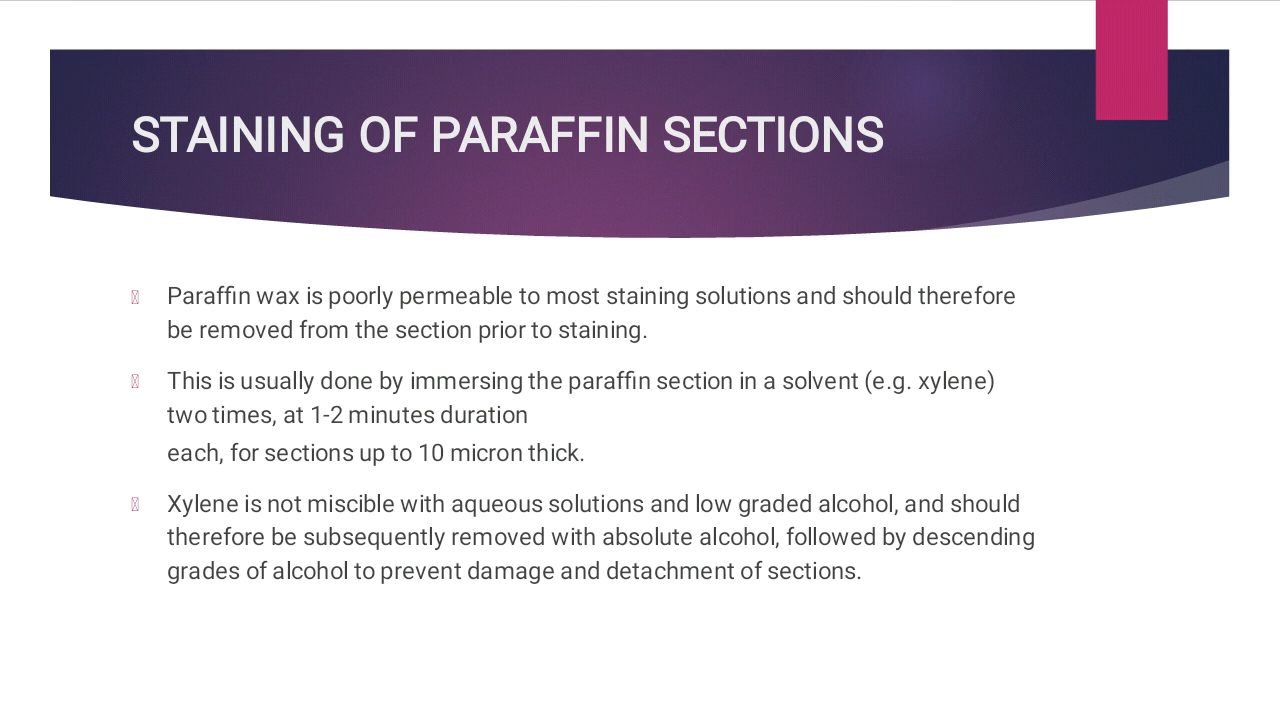 STAINING OF PARAFFIN SECTIONS
Paraffin wax is poorly permeable to most staining solutions and should therefore
be removed from the section prior to staining.
This is usually done by immersing the paraffin section in a solvent (e.g. xylene)
two times, at 1-2 minutes duration
each, for sections up to 10 micron thick.
Xylene is not miscible with aqueous solutions and low graded alcohol, and should
therefore be subsequently removed with absolute alcohol, followed by descending
grades of alcohol to prevent damage and detachment of sections.